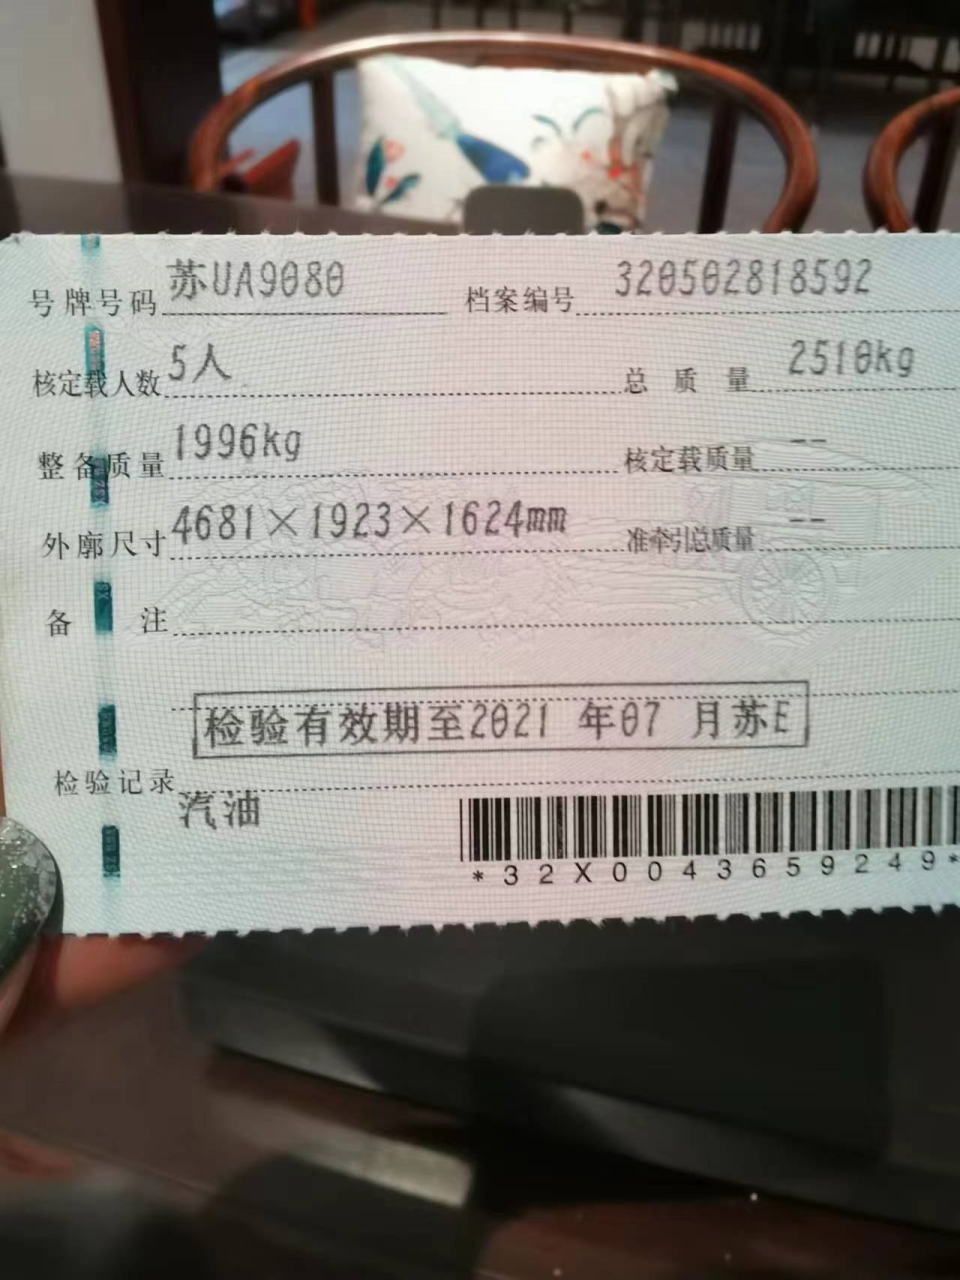 号牌号码 苏UA9080 档案编号 320502818592
核定载人数 5人 总质量 2510kg
整备质量 1996kg 核定载质量 --
外廓尺寸 4681×1923×1624mm 准牵引总质量 --
备注
检验有效期至2021 年07 月苏E
检验记录
汽油
*32X0043659249*